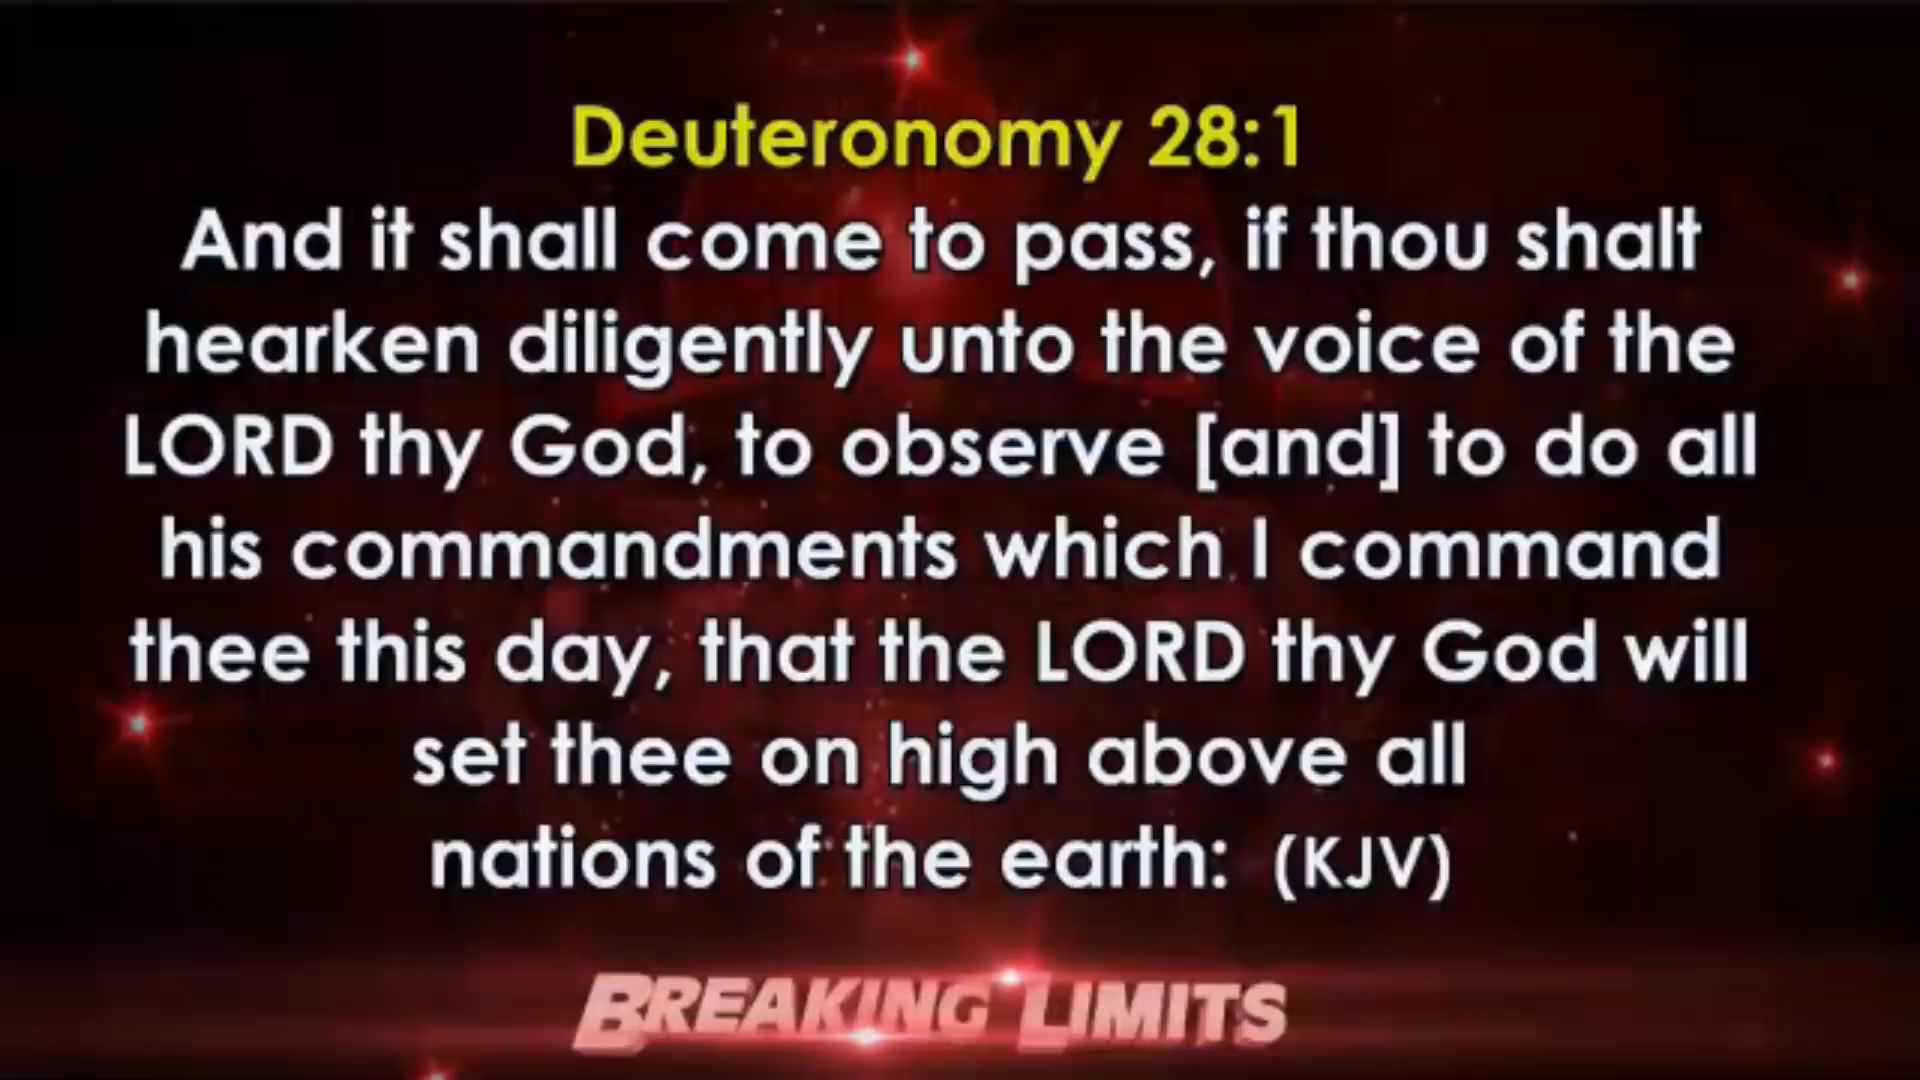 Deuteronomy 28:1
And it shall come to pass, if thou shalt
hearken diligently unto the voice of the
LORD thy God, to observe [and] to do all
his commandments which I command
thee this day, that the LORD thy God will
set thee on high above all
nations of the earth: (KJV)
BREAKING LIMITS